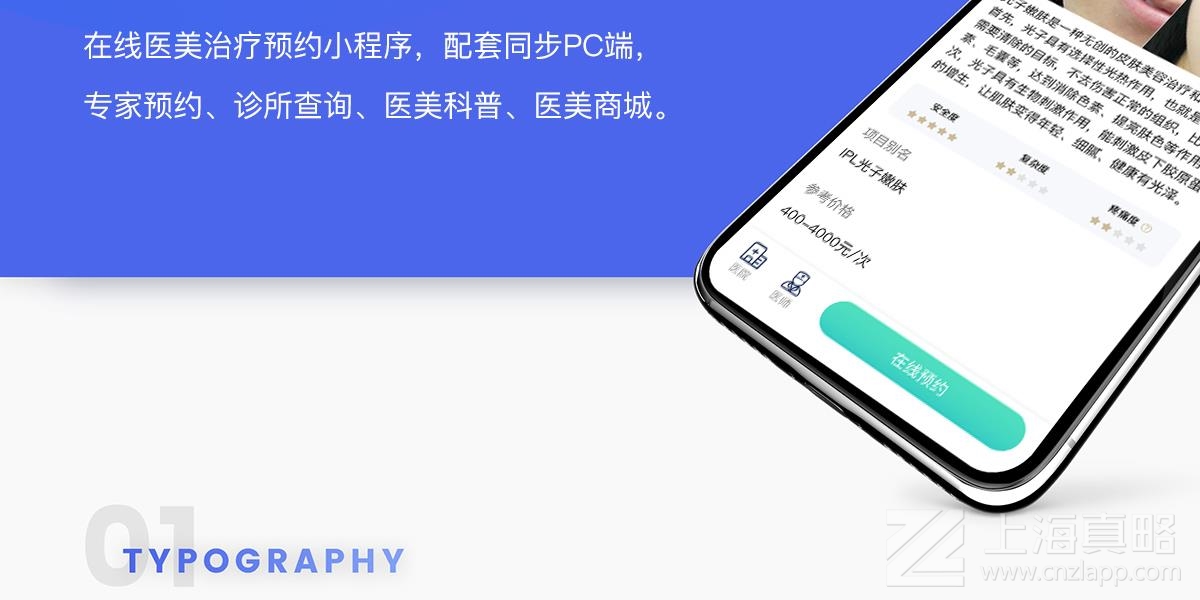 在线医美治疗预约小程序，配套同步PC端，
专家预约、诊所查询、医美科普、医美商城。
光子嫩肤是一种无创的皮肤美容治疗和
首先，光子具有选择性光热作用，也就是
需要清除的目标，不去伤害正常的组织，比
素、毛囊等，达到消除色素、提亮肤色等作用
次，光子具有生物刺激作用，能刺激皮下胶原蛋
的增生，让肌肤变得年轻、细腻、健康有光泽。
安全度
复杂度
疼痛度
项目别名
IPL光子嫩肤
参考价格
400-4000元/次
医院
医师
在线预约
01
TYPOGRAPHY
上海真略
www.cnzlapp.com